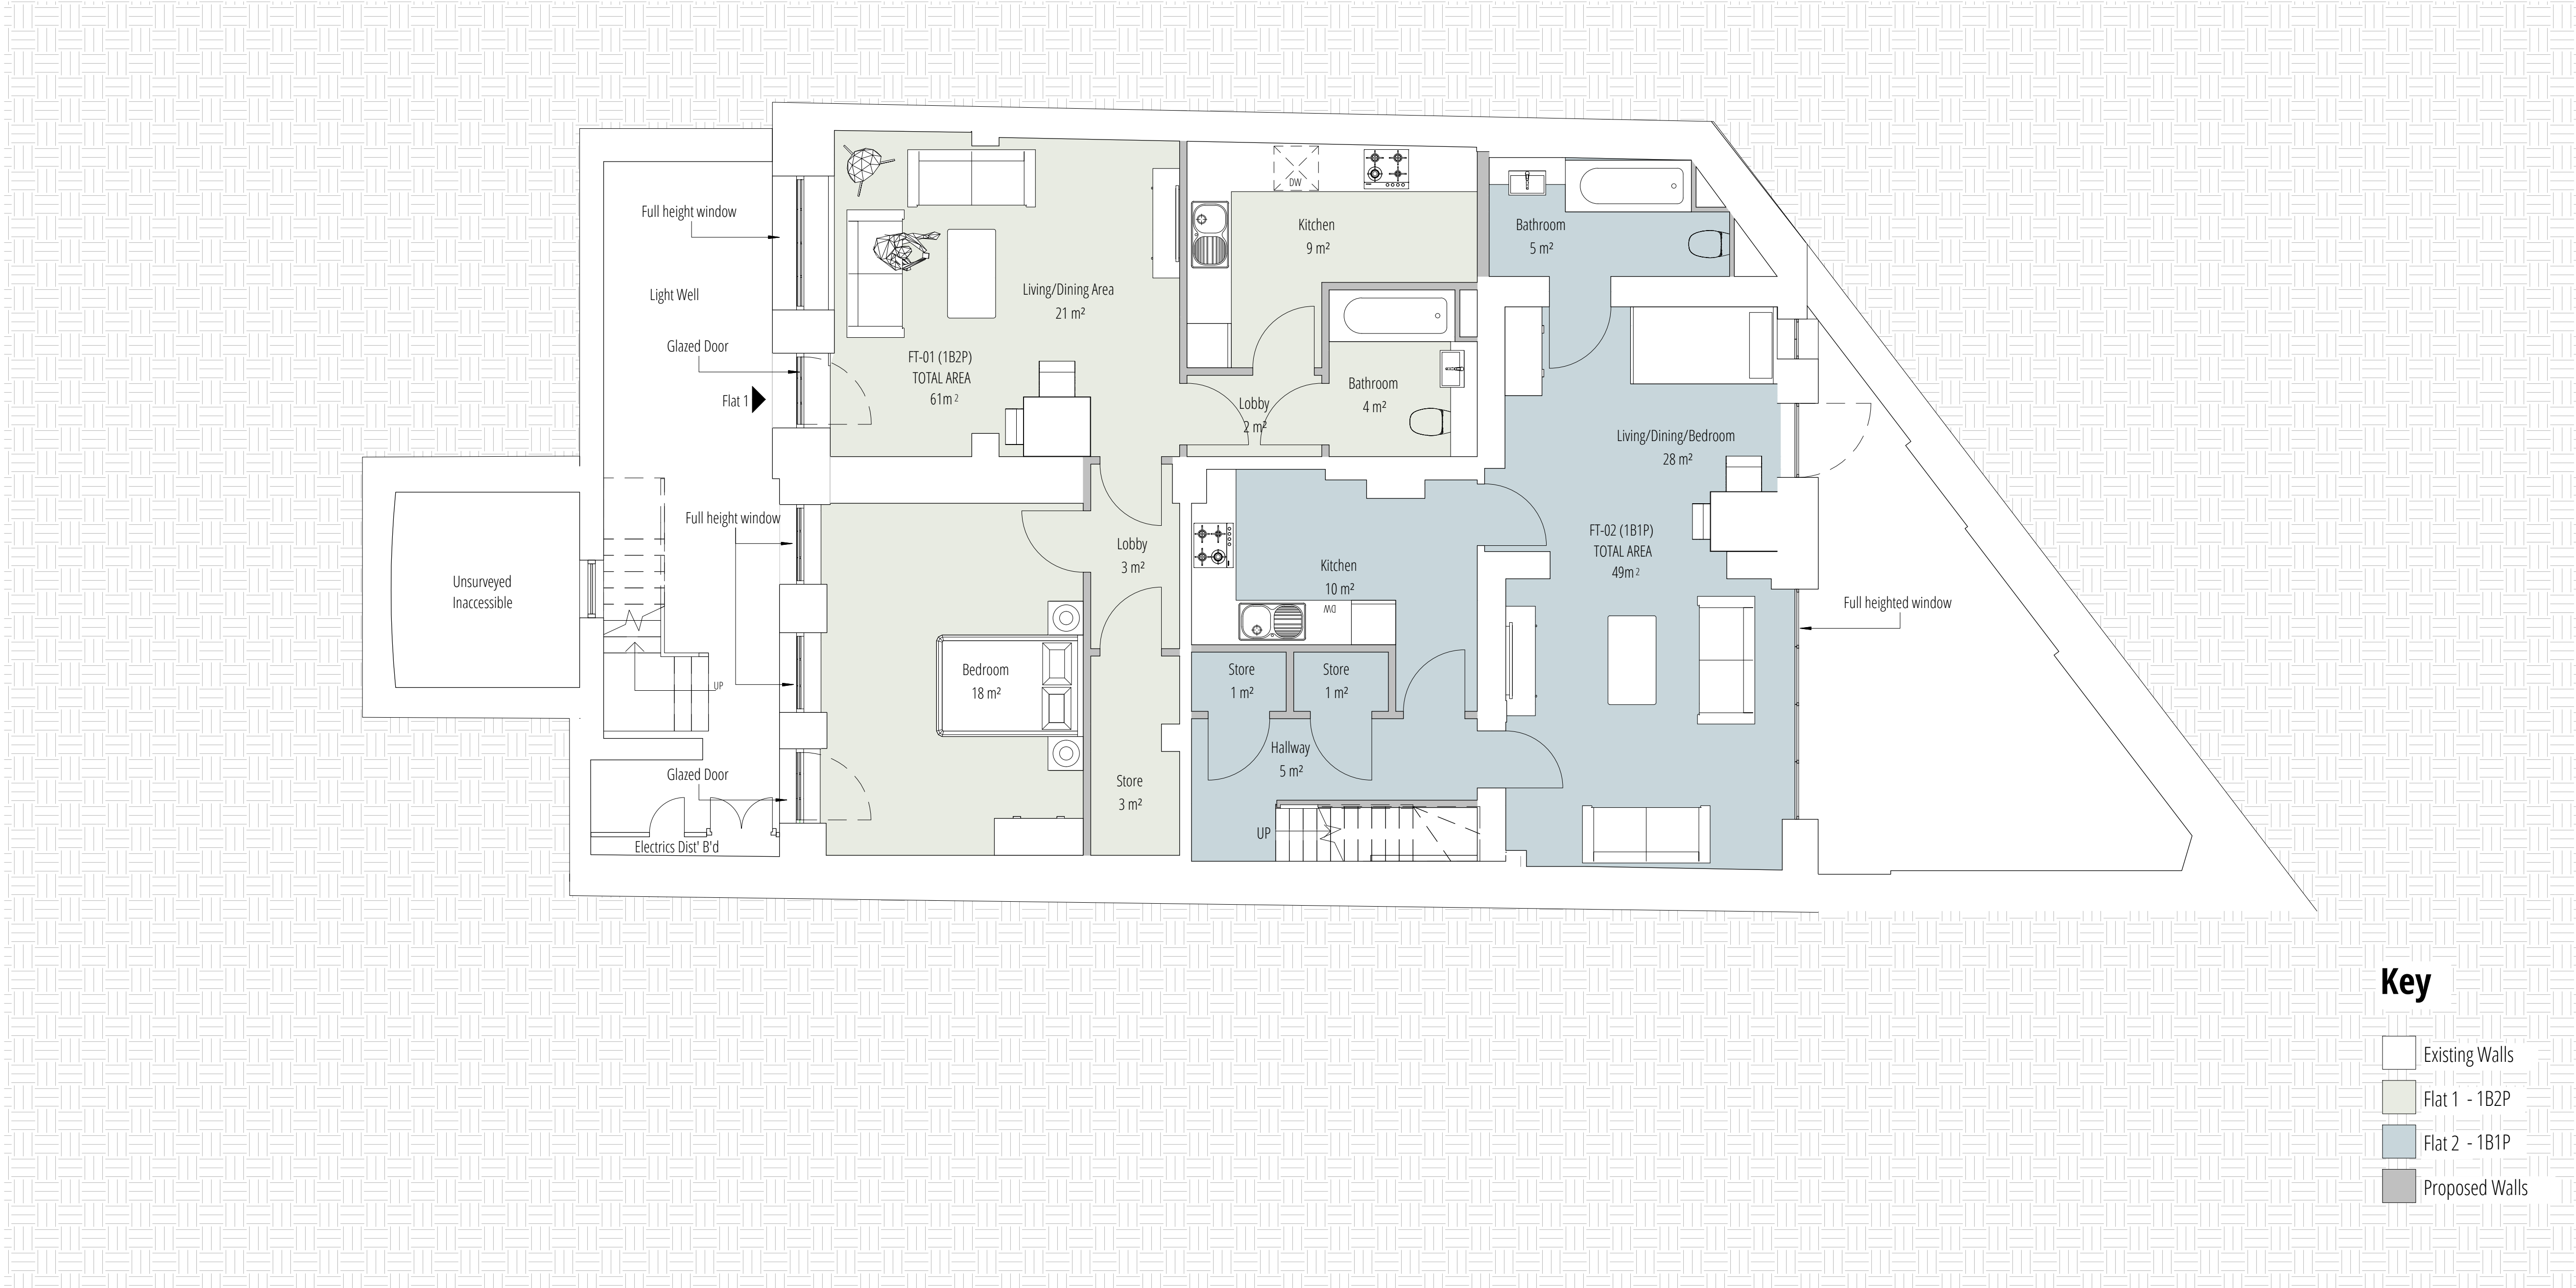 Full height window
Light Well
Glazed Door
Flat 1
Full height window
Unsurveyed
Inaccessible
UP
Glazed Door
Electrics Dist' B'd
Living/Dining Area
21 m²
FT-01 (1B2P)
TOTAL AREA
61m²
DW
Kitchen
9 m²
Lobby
2 m²
Bathroom
4 m²
Lobby
3 m²
Bedroom
18 m²
Store
3 m²
Bathroom
5 m²
Living/Dining/Bedroom
28 m²
FT-02 (1B1P)
TOTAL AREA
49m²
Kitchen
10 m²
DW
Store
1 m²
Store
1 m²
Hallway
5 m²
UP
Full heighted window
Key
Existing Walls
Flat 1 - 1B2P
Flat 2 - 1B1P
Proposed Walls